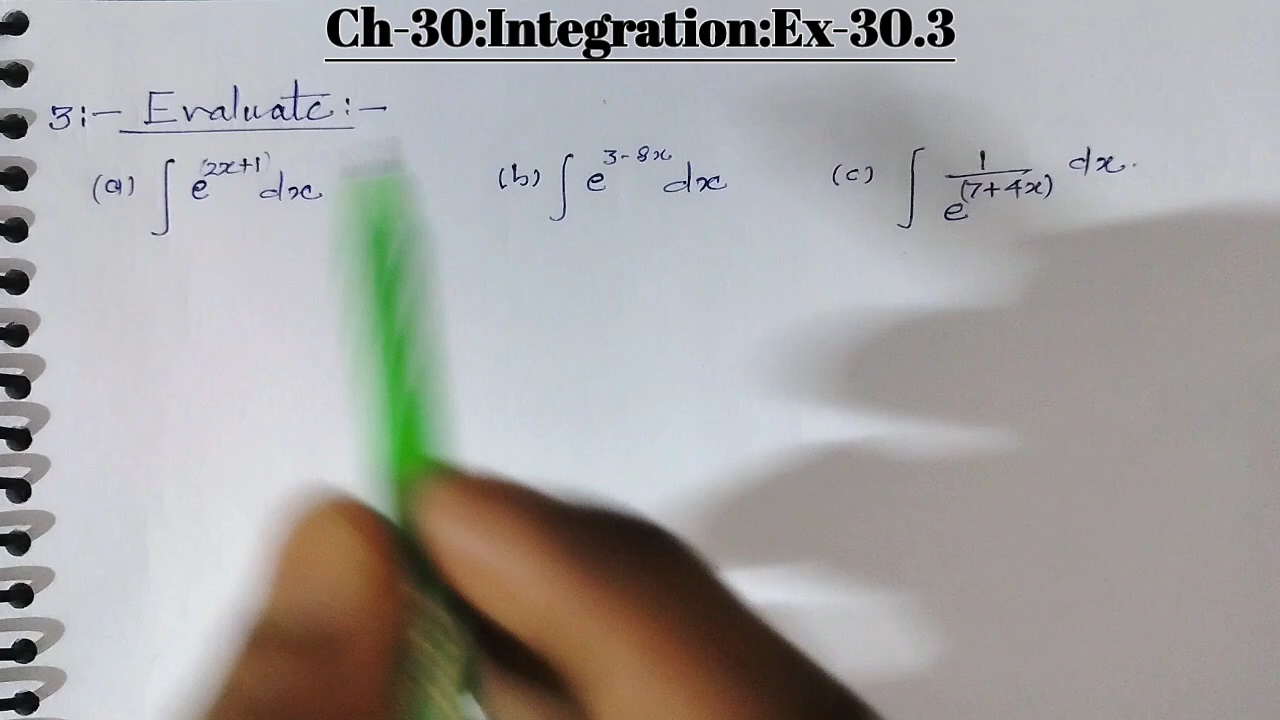 Ch-30:Integration:Ex-30.3
3:- Evaluate:-
(a) ∫ e^(2x+1) dx (b) ∫ e^3-8x dx (c) ∫ 1/e^(7+4x) dx.